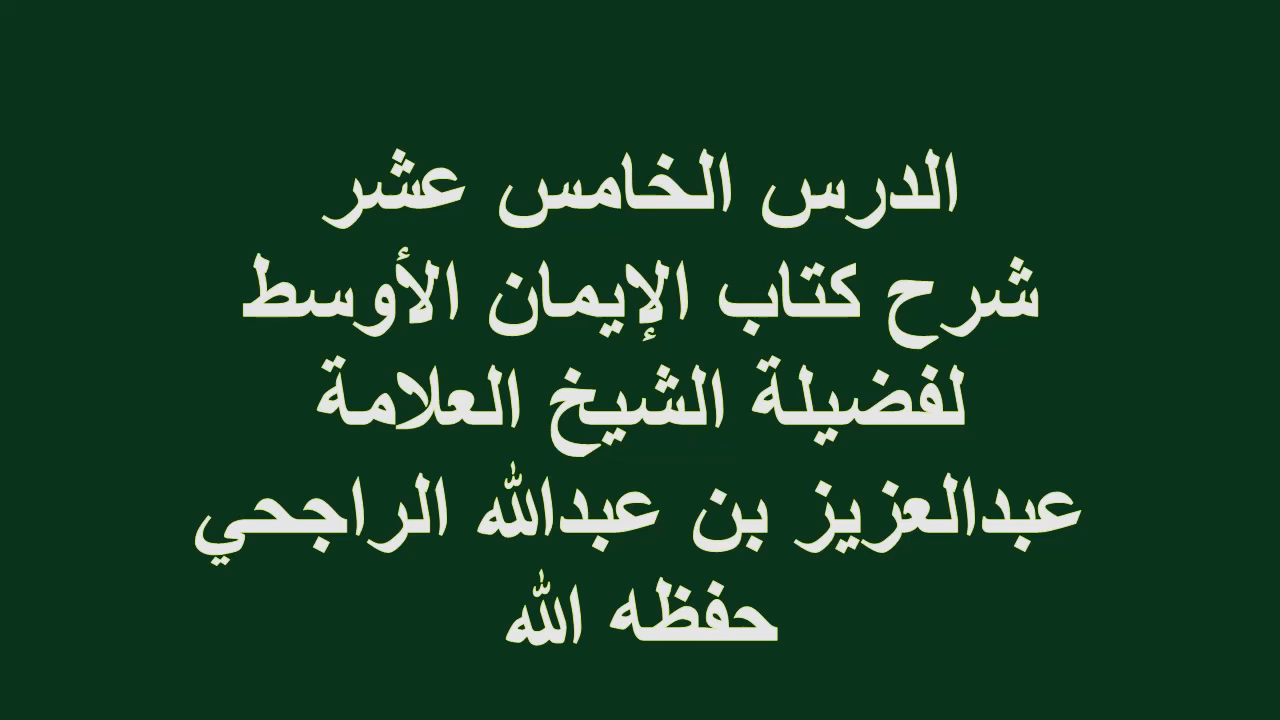 الدرس الخامس عشر
شرح كتاب الإيمان الأوسط
لفضيلة الشيخ العلامة
عبدالعزيز بن عبدالله الراجحي
حفظه الله